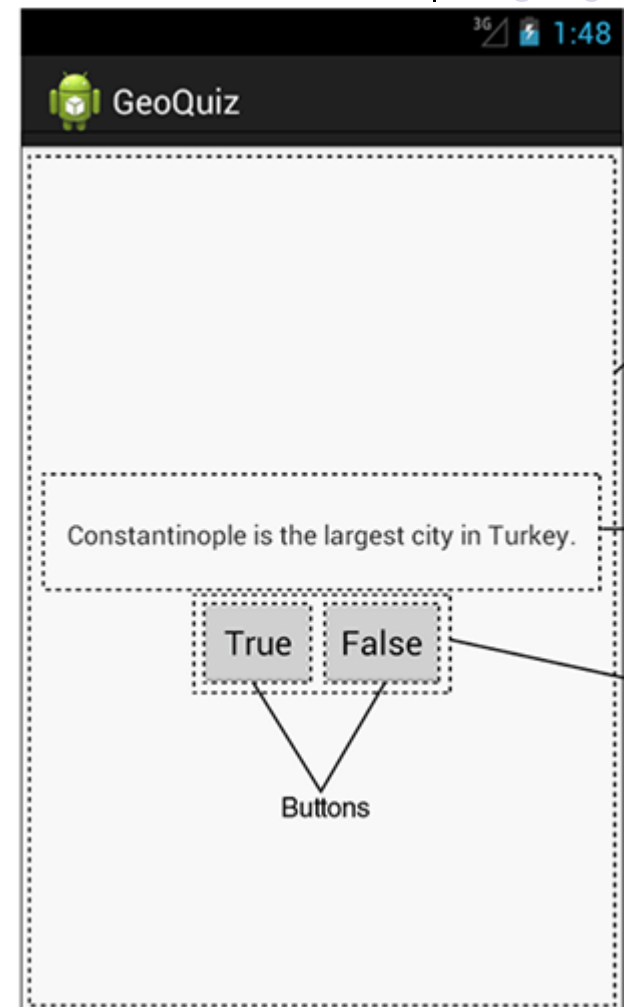 3G 1:48
GeoQuiz
Constantinople is the largest city in Turkey.
True False
Buttons